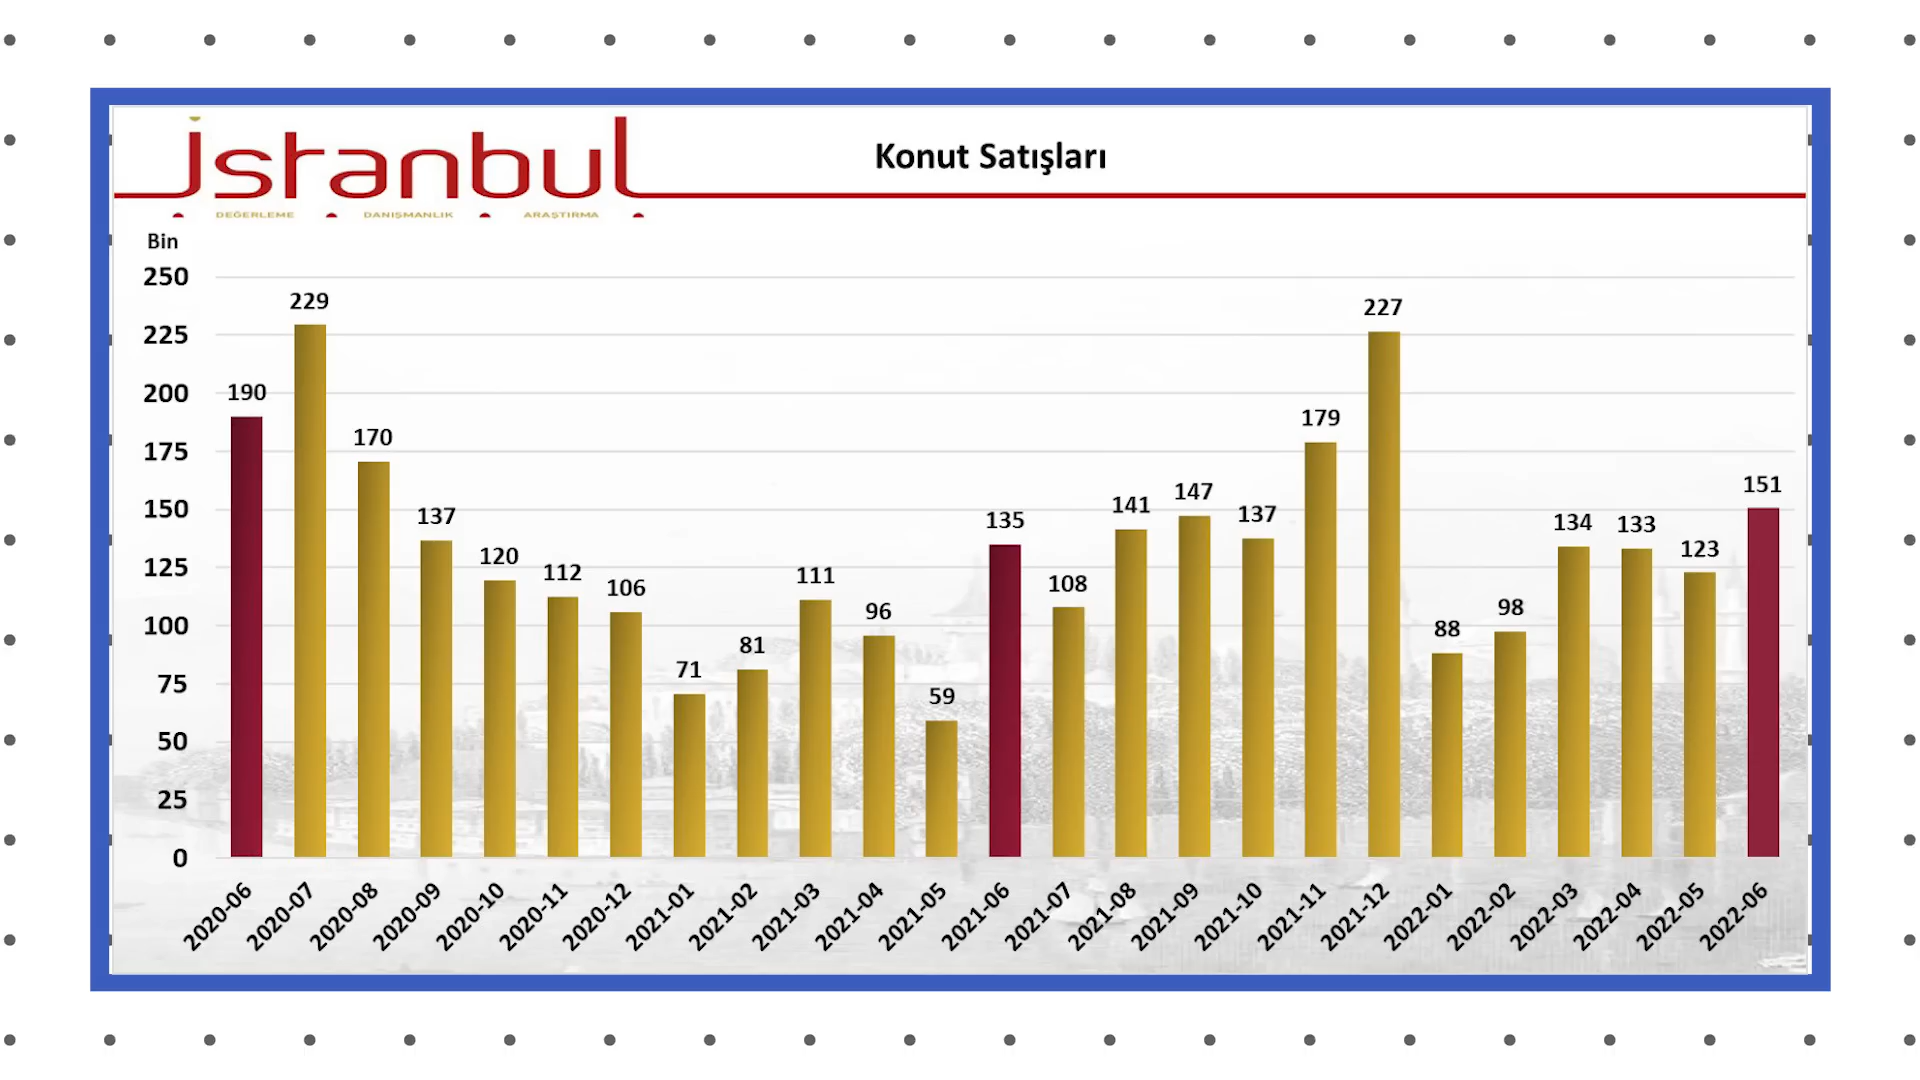 istanbul
Konut Satışları
DEĞERLEME DANIŞMANLIK ARAŞTIRMA
Bin
250
225
200
175
150
125
100
75
50
25
0
190 229 170 137 120 112 106 71 81 111 96 59 135 108 141 147 137 179 227 88 98 134 133 123 151
2020-06 2020-07 2020-08 2020-09 2020-10 2020-11 2020-12 2021-01 2021-02 2021-03 2021-04 2021-05 2021-06 2021-07 2021-08 2021-09 2021-10 2021-11 2021-12 2022-01 2022-02 2022-03 2022-04 2022-05 2022-06